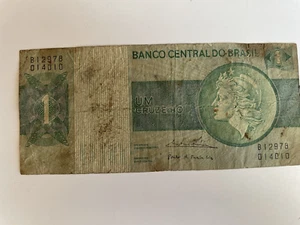 B12978
014010
BANCO CENTRAL DO BRASIL
1
UM
CRUZEIRO
B12978
014010